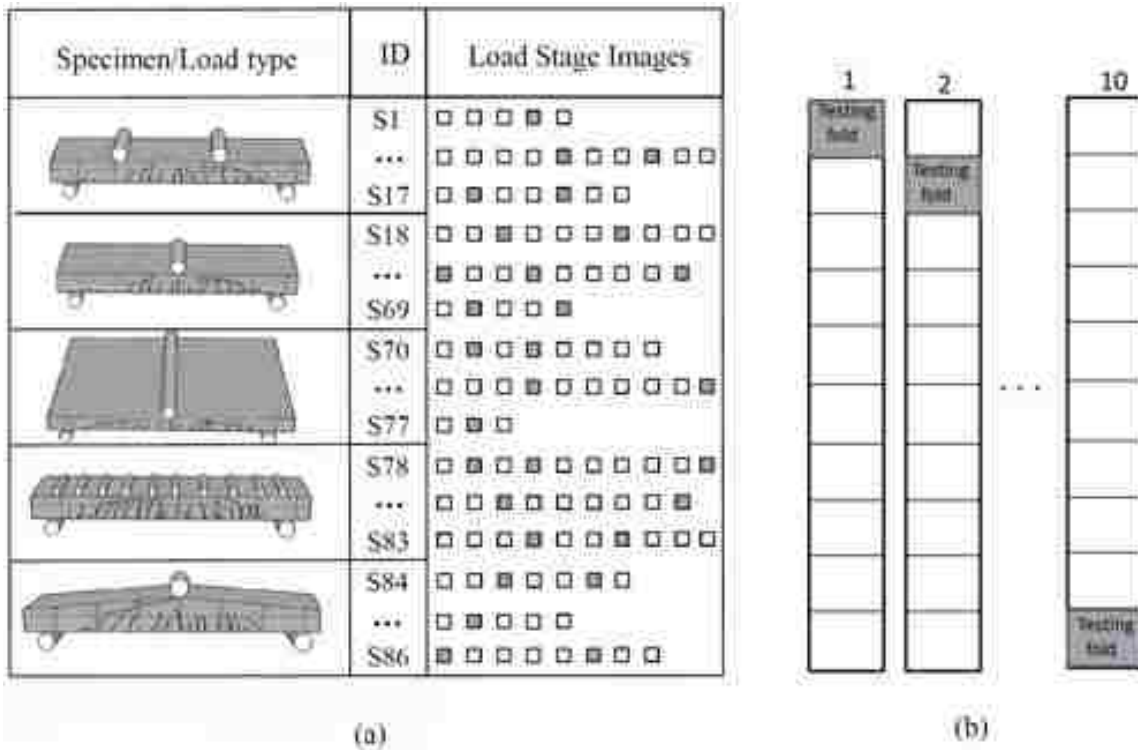 Specimen/Load type ID Load Stage Images
S1
...
S17
S18
...
S69
S70
...
S77
S78
...
S83
S84
...
S86
(a)
1 2 10
Testing
fold
Testing
fold
. . .
Testing
fold
(b)